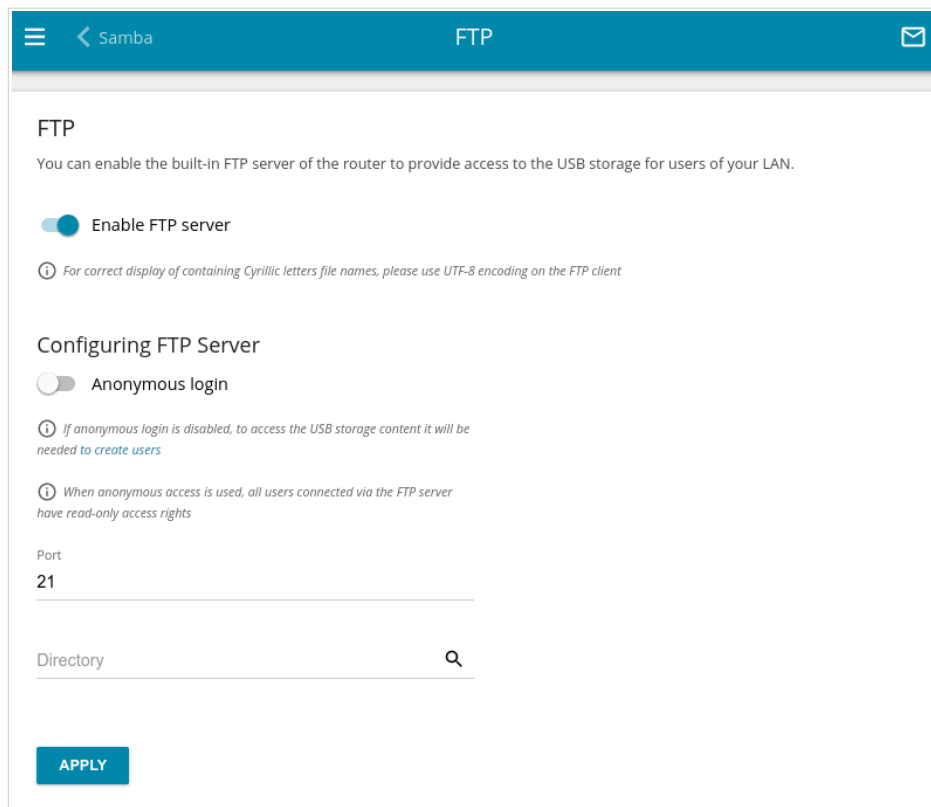 Samba
FTP
FTP
You can enable the built-in FTP server of the router to provide access to the USB storage for users of your LAN.
Enable FTP server
For correct display of containing Cyrillic letters file names, please use UTF-8 encoding on the FTP client
Configuring FTP Server
Anonymous login
If anonymous login is disabled, to access the USB storage content it will be
needed to create users
When anonymous access is used, all users connected via the FTP server
have read-only access rights
Port
21
Directory
APPLY